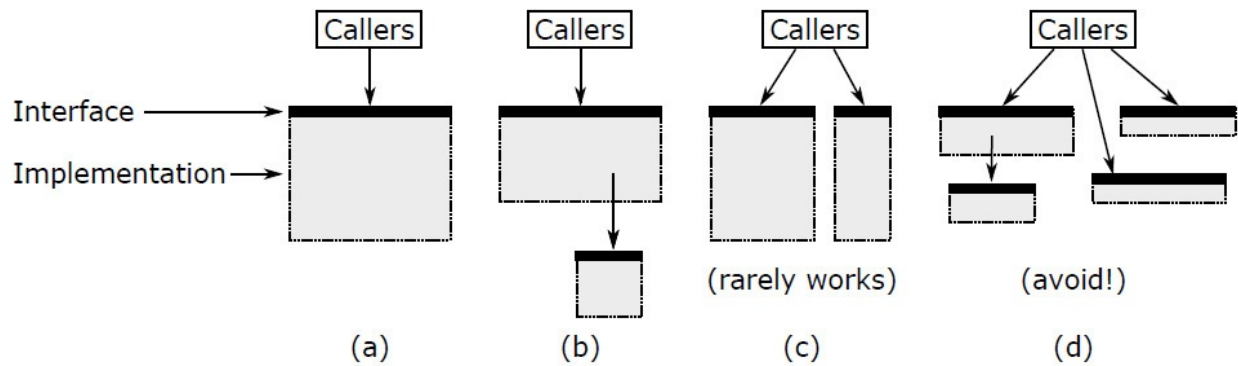 Callers
Callers
Callers
Callers
Interface
Implementation
(rarely works)
(avoid!)
(a)
(b)
(c)
(d)